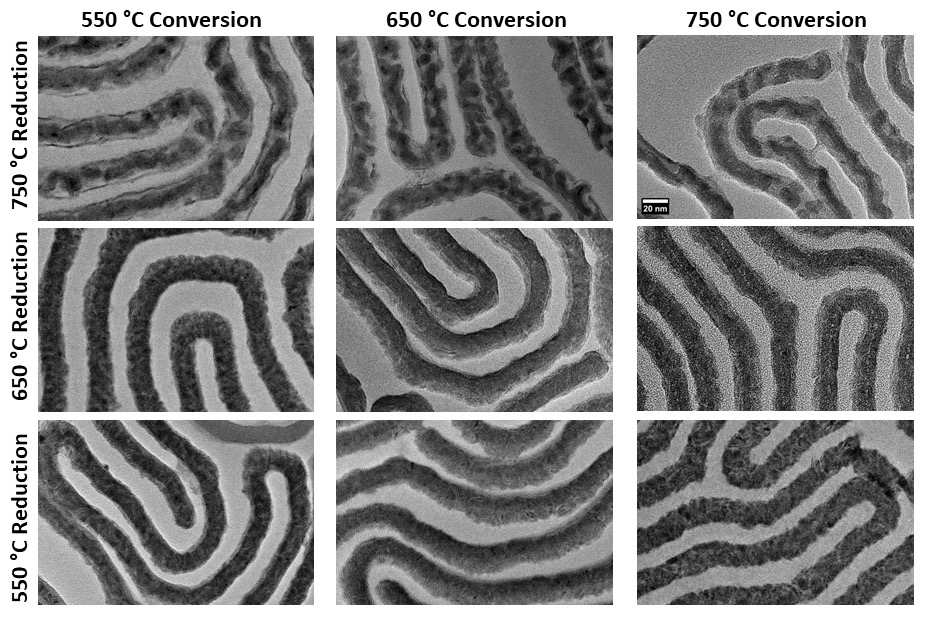 550 °C Conversion
650 °C Conversion
750 °C Conversion
750 °C Reduction
20 nm
650 °C Reduction
550 °C Reduction